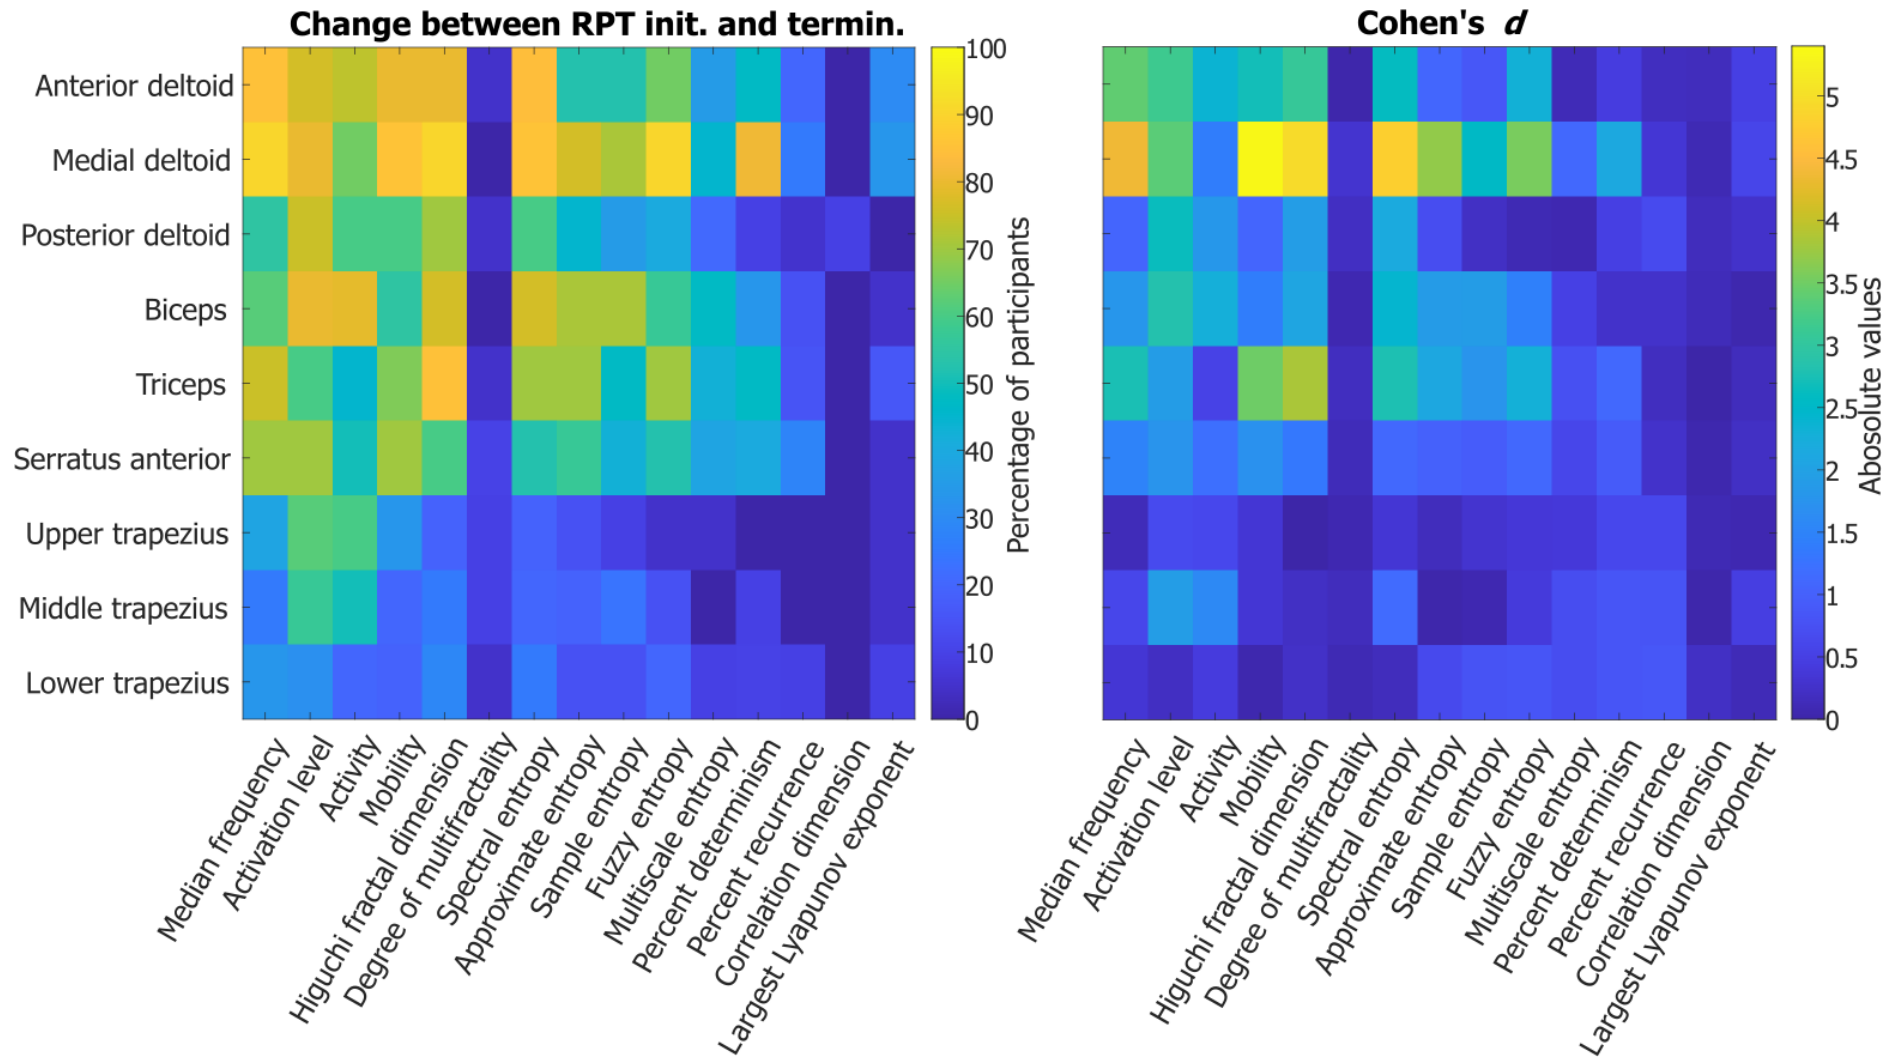 Change between RPT init. and termin.
Cohen's d
Anterior deltoid
Medial deltoid
Posterior deltoid
Biceps
Triceps
Serratus anterior
Upper trapezius
Middle trapezius
Lower trapezius
100
90
80
70
60
50
40
30
20
10
0
Percentage of participants
5
4.5
4
3.5
3
2.5
2
1.5
1
0.5
0
Absolute values
Median frequency
Activation level
Activity
Mobility
Higuchi fractal dimension
Degree of multifractality
Spectral entropy
Approximate entropy
Sample entropy
Fuzzy entropy
Multiscale entropy
Percent determinism
Percent recurrence
Correlation dimension
Largest Lyapunov exponent
Median frequency
Activation level
Activity
Mobility
Higuchi fractal dimension
Degree of multifractality
Spectral entropy
Approximate entropy
Sample entropy
Fuzzy entropy
Multiscale entropy
Percent determinism
Percent recurrence
Correlation dimension
Largest Lyapunov exponent